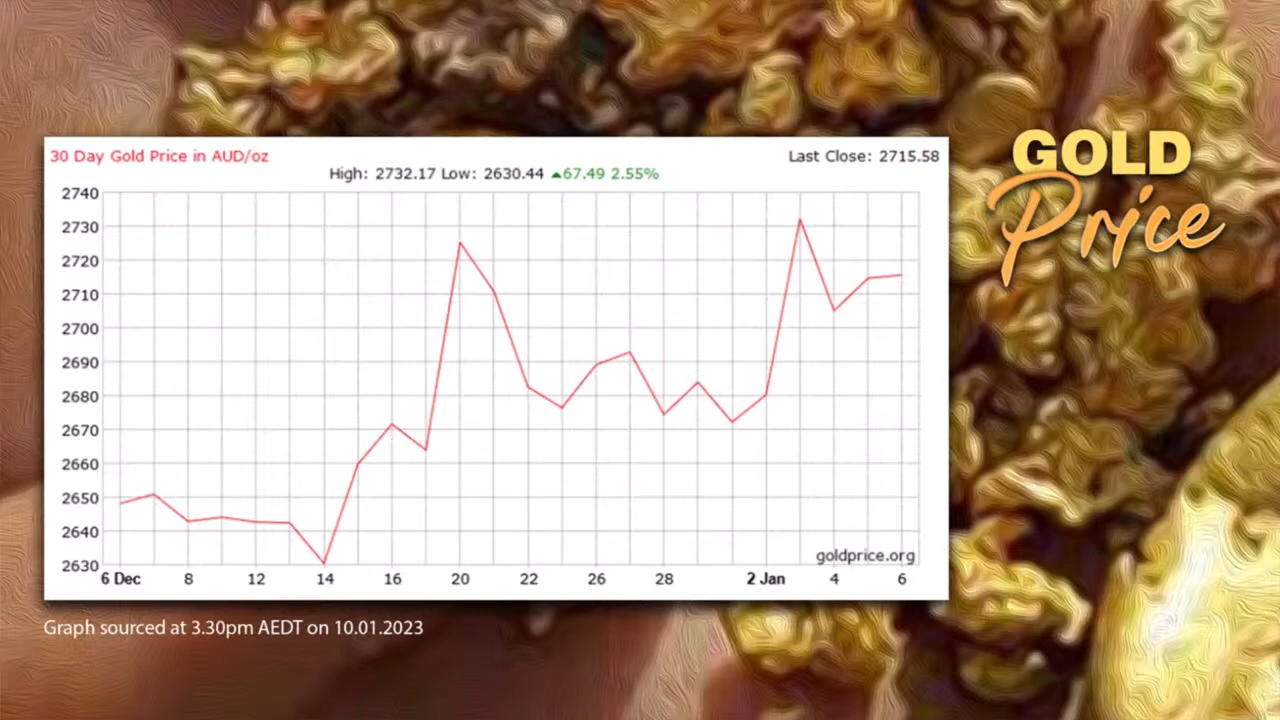 30 Day Gold Price in AUD/oz
Last Close: 2715.58
High: 2732.17 Low: 2630.44 ▲67.49 2.55%
2740
2730
2720
2710
2700
2690
2680
2670
2660
2650
2640
2630
goldprice.org
6 Dec 8 12 14 16 20 22 26 28 2 Jan 4 6
GOLD
Price
Graph sourced at 3.30pm AEDT on 10.01.2023